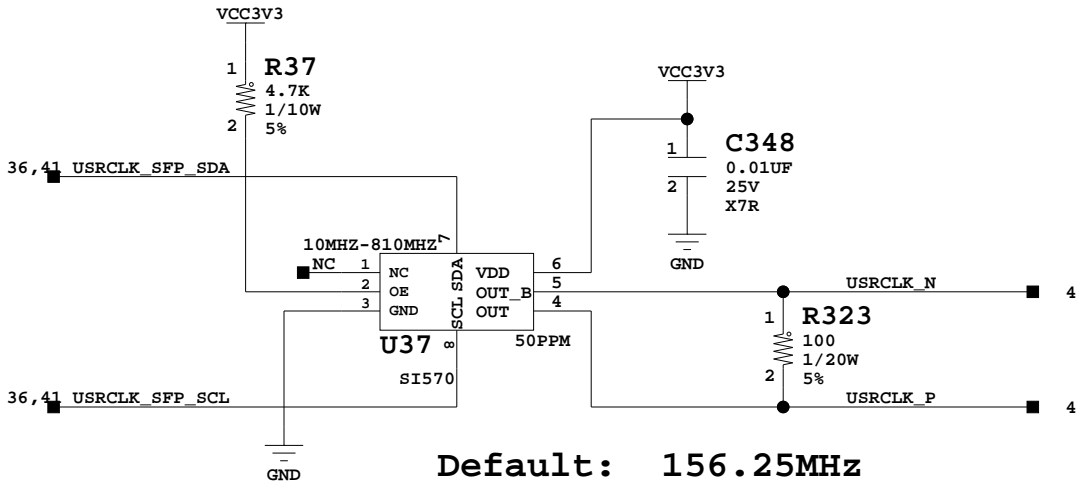 VCC3V3
1 R37
4.7K
1/10W
2 5%
VCC3V3
1 C348
0.01UF
2 25V
X7R
GND
36,41 USRCLK_SFP_SDA
10MHZ-810MHZ 7
NC 1 NC SDA VDD 6
2 OE OUT_B 5 USRCLK_N 4
3 GND SCL OUT 4
U37 8 50PPM
SI570
1 R323
100
1/20W
2 5%
36,41 USRCLK_SFP_SCL
USRCLK_P 4
GND
Default: 156.25MHz